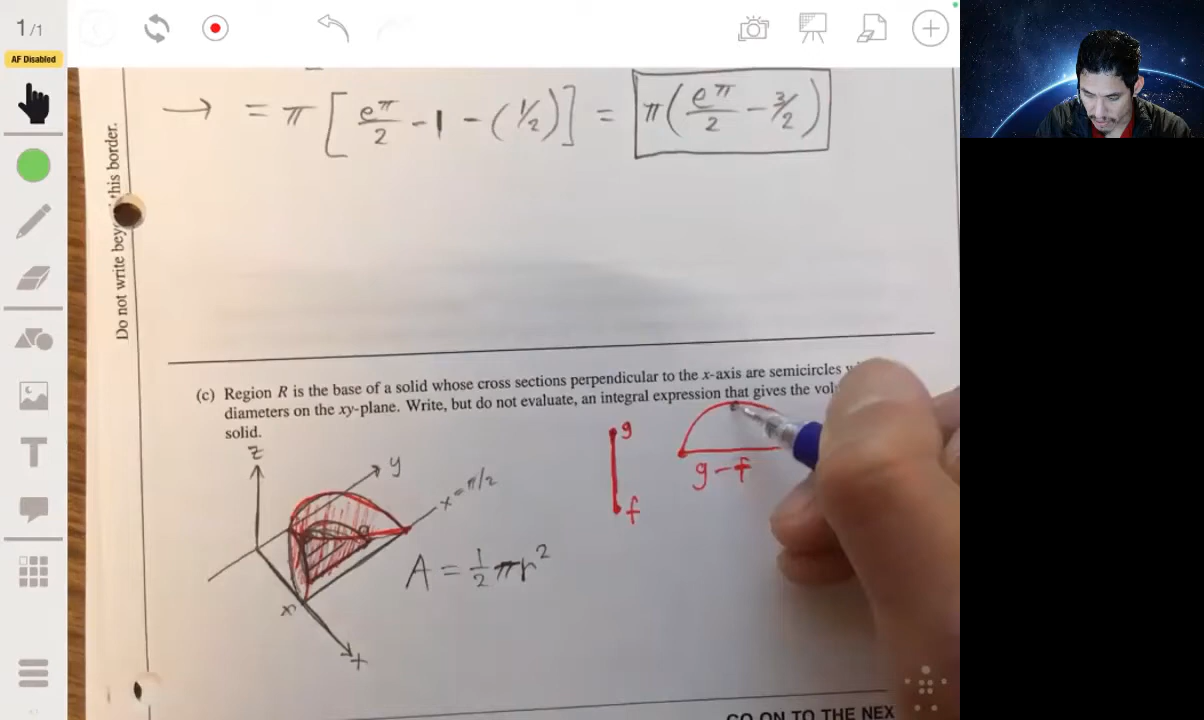 1/1
AF Disabled
→ = π [ e^π/2 - 1 - (1/2) ] = π( e^π/2 - 3/2 )
Do not write bey this border.
(c) Region R is the base of a solid whose cross sections perpendicular to the x-axis are semicircles
diameters on the xy-plane. Write, but do not evaluate, an integral expression that gives the
solid.
z
y
x = π/2
g
f
g-f
A = 1/2 πr²
x
T
GO ON TO THE NEX